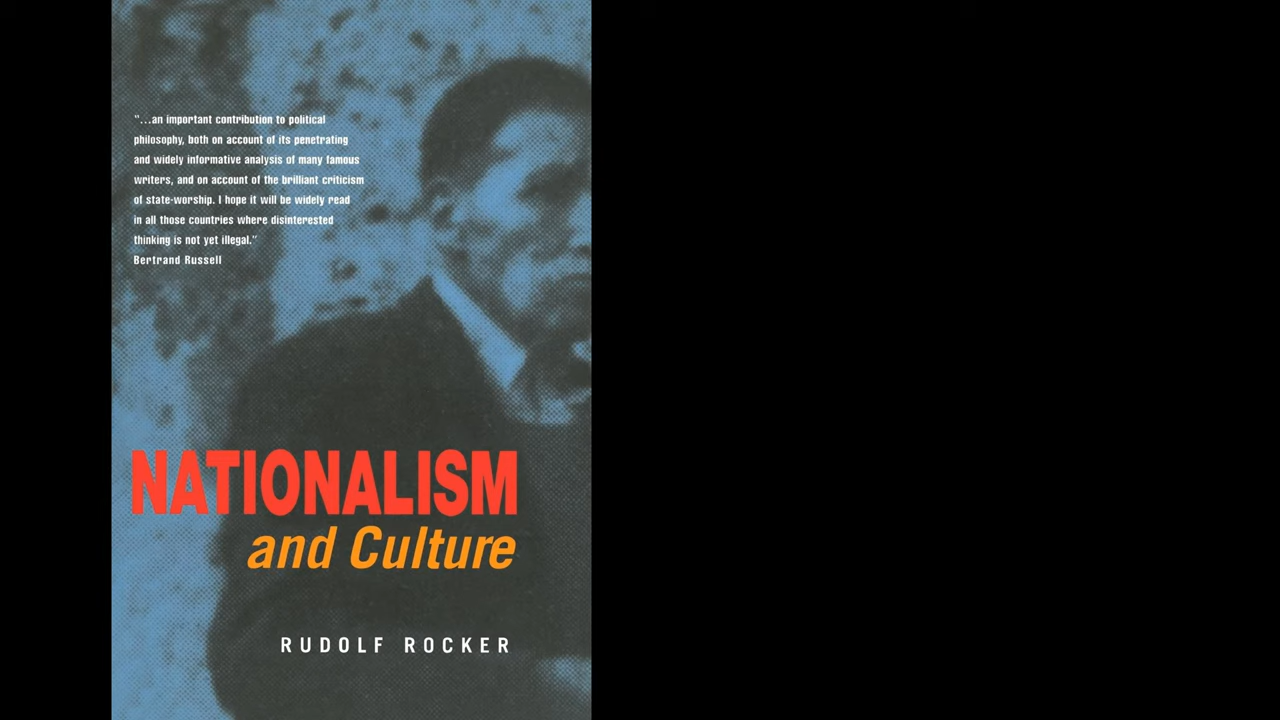 “...an important contribution to political
philosophy, both on account of its penetrating
and widely informative analysis of many famous
writers, and on account of the brilliant criticism
of state-worship. I hope it will be widely read
in all those countries where disinterested
thinking is not yet illegal.”
Bertrand Russell
NATIONALISM
and Culture
RUDOLF ROCKER